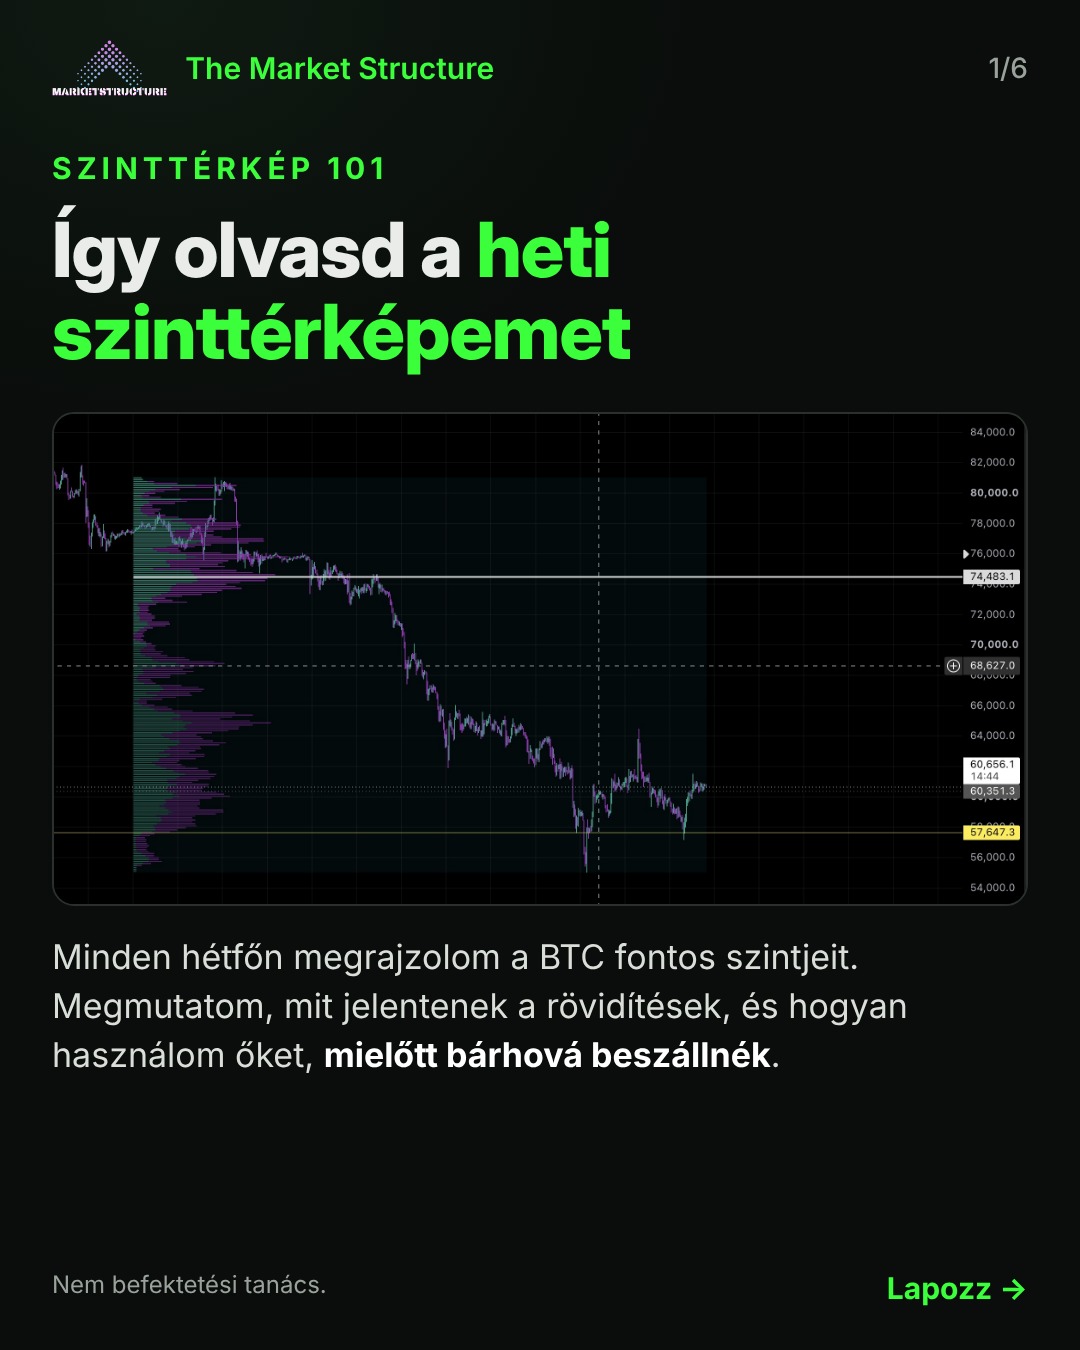 MARKETSTRUCTURE
The Market Structure
1/6
SZINTTÉRKÉP 101
Így olvasd a heti
szinttérképemet
84,000.0
82,000.0
80,000.0
78,000.0
76,000.0
74,483.1
72,000.0
70,000.0
68,627.0
66,000.0
64,000.0
60,656.1
14:44
60,351.3
57,647.3
56,000.0
54,000.0
Minden hétfőn megrajzolom a BTC fontos szintjeit.
Megmutatom, mit jelentenek a rövidítések, és hogyan
használom őket, mielőtt bárhová beszállnék.
Nem befektetési tanács.
Lapozz →